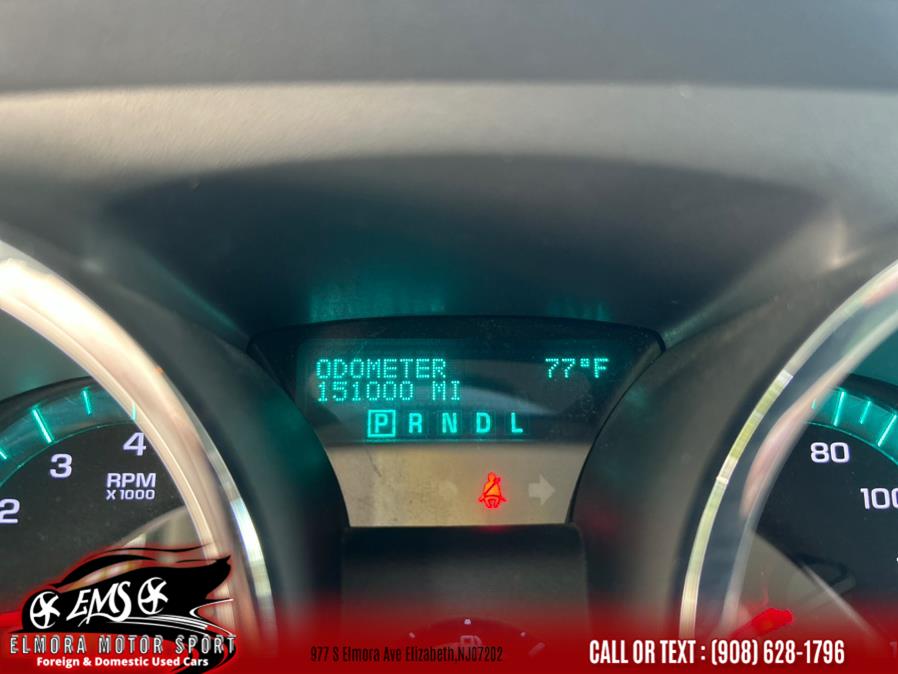 ODOMETER 77°F
151000 MI
P R N D L
4
3
2
RPM
X 1000
80
100
EMS
ELMORA MOTOR SPORT
Foreign & Domestic Used Cars
977 S Elmora Ave Elizabeth,NJ07202
CALL OR TEXT : (908) 628-1796